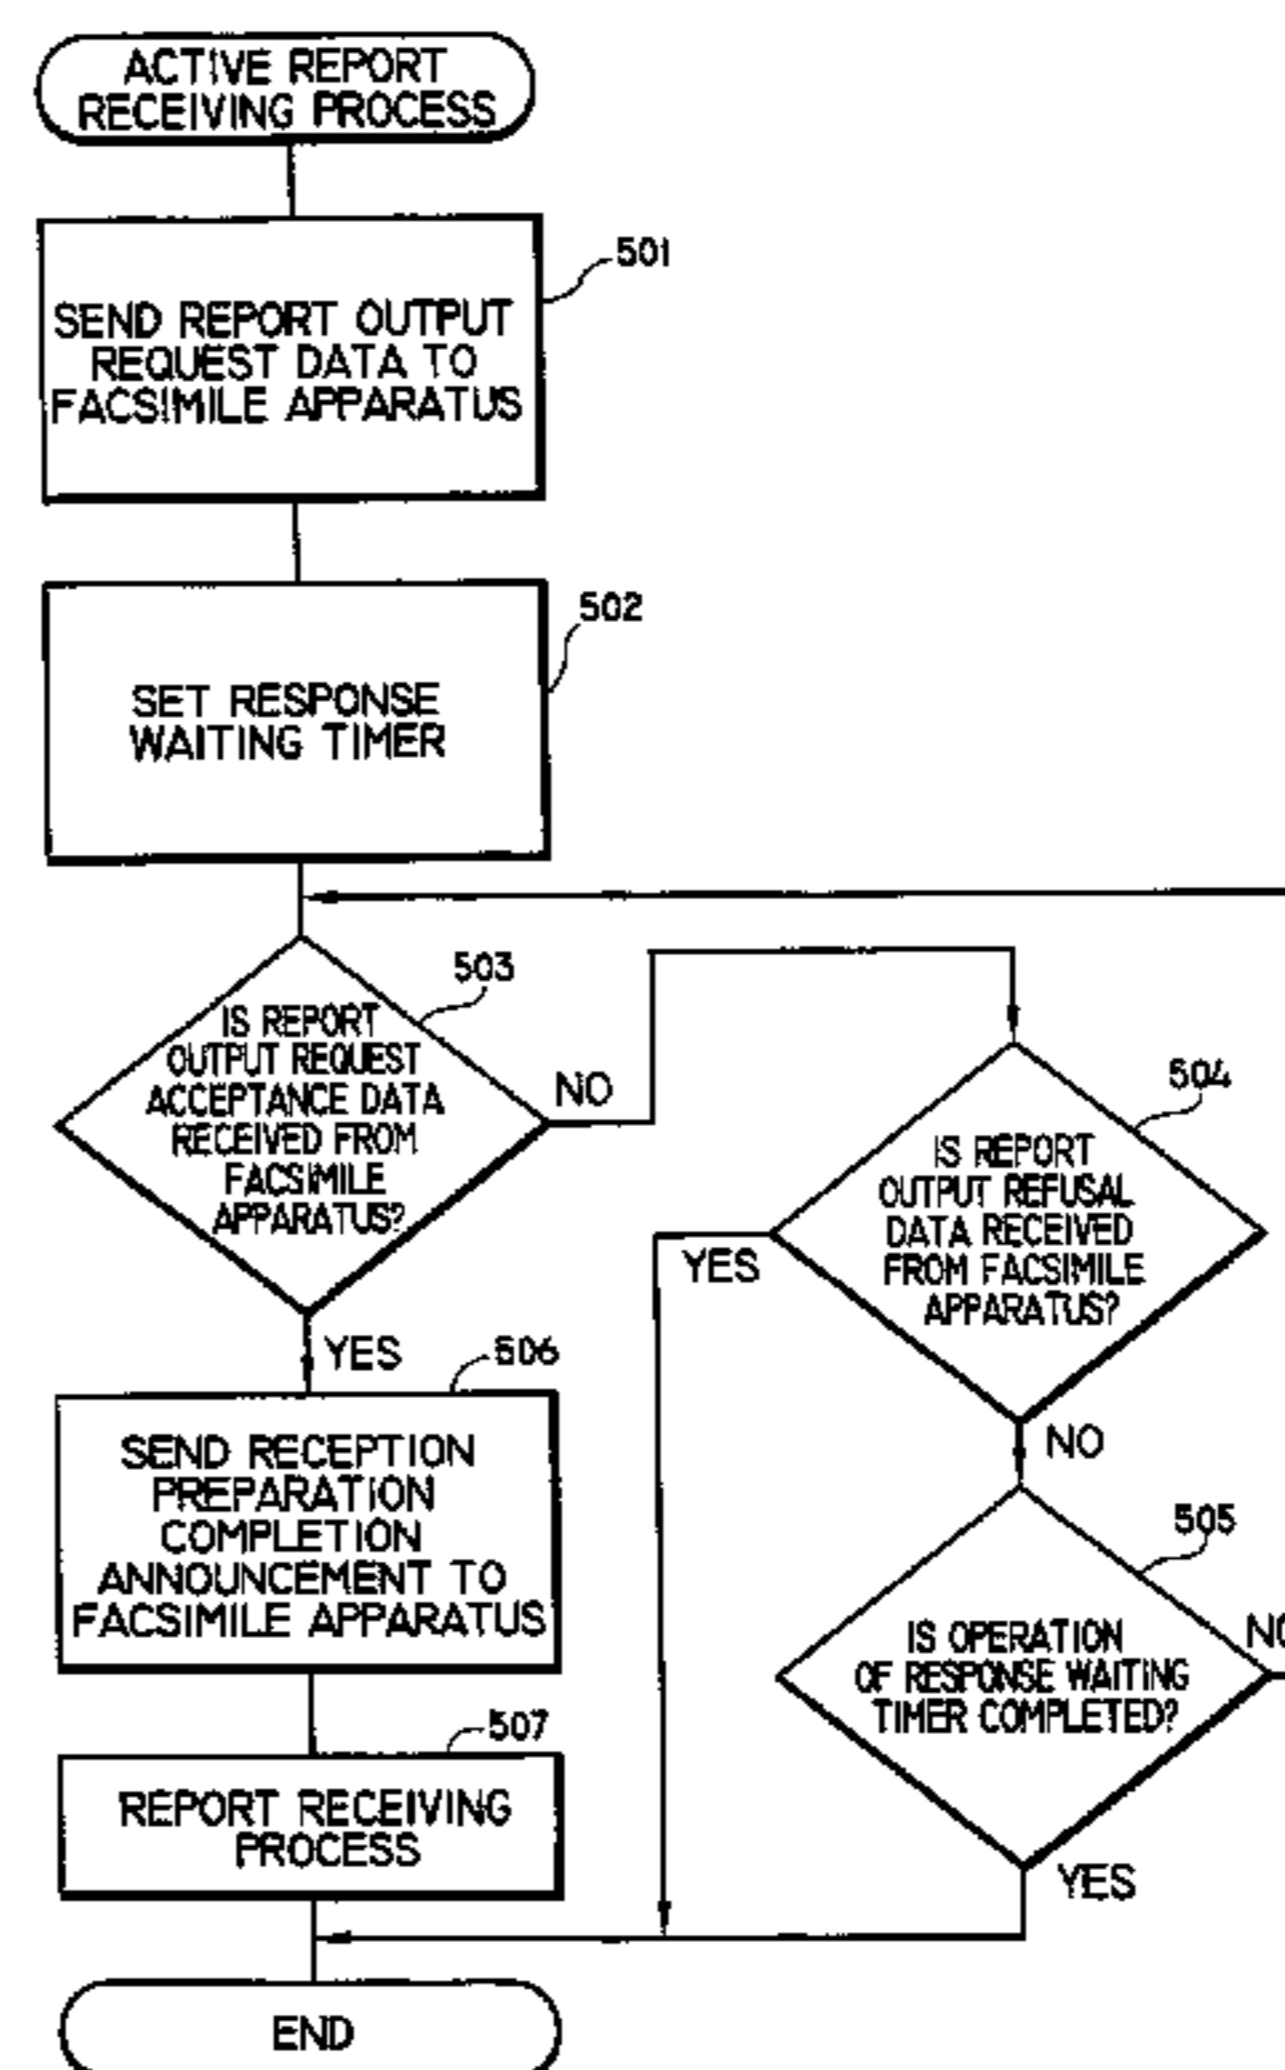 ACTIVE REPORT
RECEIVING PROCESS
501
SEND REPORT OUTPUT
REQUEST DATA TO
FACSIMILE APPARATUS
502
SET RESPONSE
WAITING TIMER
503
IS REPORT
OUTPUT REQUEST
ACCEPTANCE DATA
RECEIVED FROM
FACSIMILE
APPARATUS?
NO
504
IS REPORT
OUTPUT REFUSAL
DATA RECEIVED
FROM FACSIMILE
APPARATUS?
YES
NO
YES
506
SEND RECEPTION
PREPARATION
COMPLETION
ANNOUNCEMENT TO
FACSIMILE APPARATUS
505
IS OPERATION
OF RESPONSE WAITING
TIMER COMPLETED?
NO
YES
507
REPORT RECEIVING
PROCESS
END